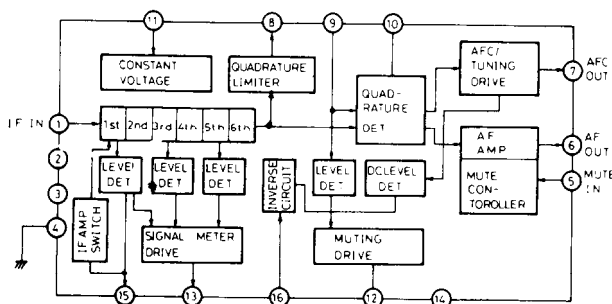 11
8
9
10
CONSTANT
VOLTAGE
QUADRATURE
LIMITER
QUAD-
RATURE
DET
AFC/
TUNING
DRIVE
7
AFC
OUT
IF IN
1
1st
2nd
3rd
4th
5th
6th
AF
AMP
6
AF
OUT
MUTE
CON-
TOROLLER
5
MUTE
IN
2
3
4
LEVEL
DET
LEVEL
DET
LEVEL
DET
INVERSE
CIRCUIT
LEVEL
DET
DCLEVEL
DET
IF AMP
SWITCH
SIGNAL METER
DRIVE
MUTING
DRIVE
15
13
16
12
14